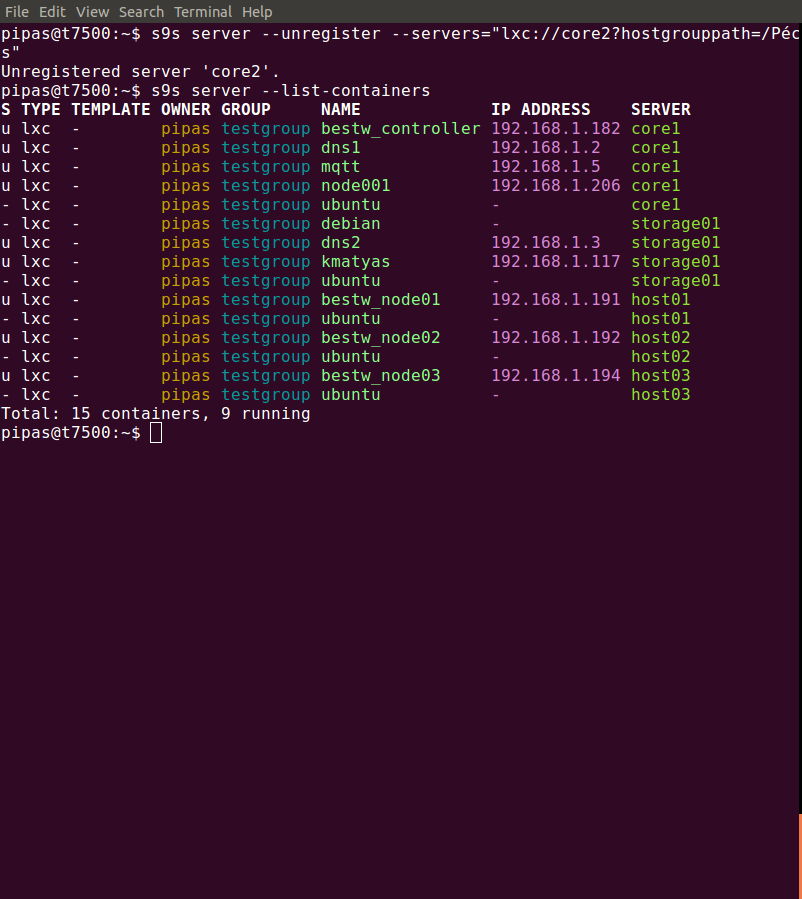 File Edit View Search Terminal Help
pipas@t7500:~$ s9s server --unregister --servers="lxc://core2?hostgrouppath=/Péc
s"
Unregistered server 'core2'.
pipas@t7500:~$ s9s server --list-containers
S TYPE TEMPLATE OWNER GROUP     NAME             IP ADDRESS    SERVER
u lxc  -        pipas testgroup bestw_controller 192.168.1.182 core1
u lxc  -        pipas testgroup dns1             192.168.1.2   core1
u lxc  -        pipas testgroup mqtt             192.168.1.5   core1
u lxc  -        pipas testgroup node001          192.168.1.206 core1
- lxc  -        pipas testgroup ubuntu           -             core1
- lxc  -        pipas testgroup debian           -             storage01
u lxc  -        pipas testgroup dns2             192.168.1.3   storage01
u lxc  -        pipas testgroup kmatyas          192.168.1.117 storage01
- lxc  -        pipas testgroup ubuntu           -             storage01
u lxc  -        pipas testgroup bestw_node01     192.168.1.191 host01
- lxc  -        pipas testgroup ubuntu           -             host01
u lxc  -        pipas testgroup bestw_node02     192.168.1.192 host02
- lxc  -        pipas testgroup ubuntu           -             host02
u lxc  -        pipas testgroup bestw_node03     192.168.1.194 host03
- lxc  -        pipas testgroup ubuntu           -             host03
Total: 15 containers, 9 running
pipas@t7500:~$